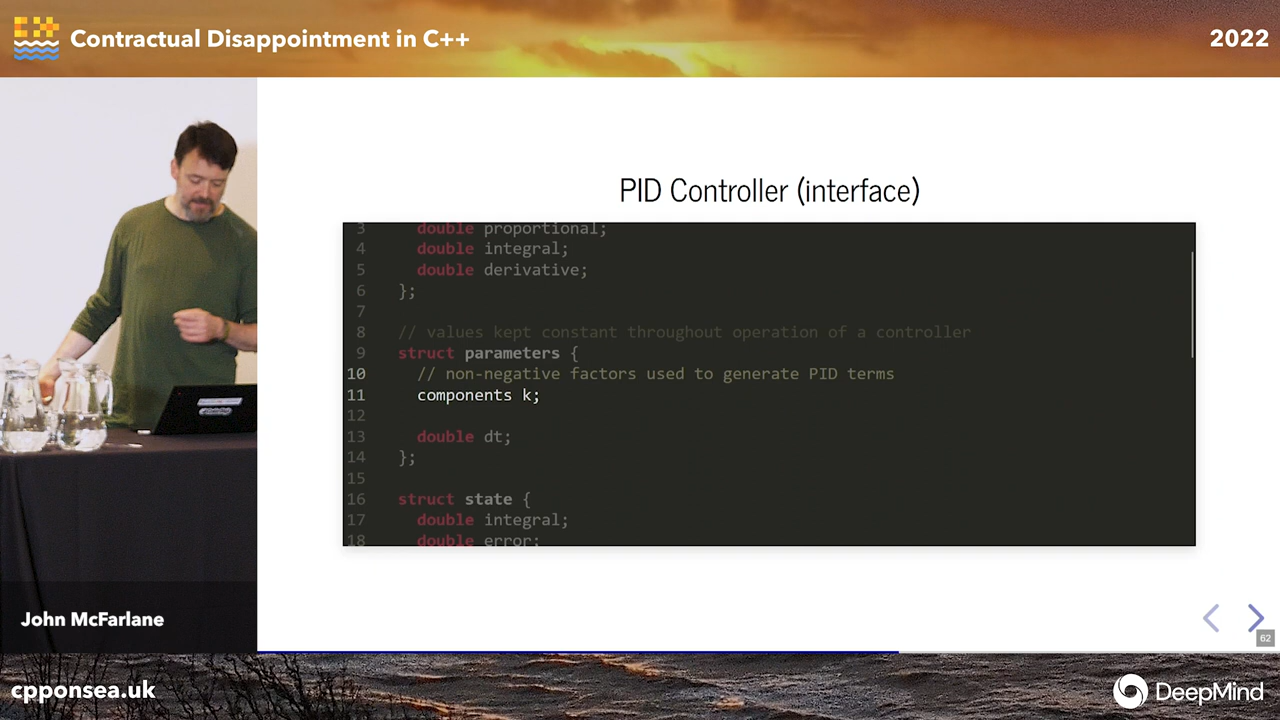 Contractual Disappointment in C++
2022
PID Controller (interface)
3 double proportional;
4 double integral;
5 double derivative;
6 };
7
8 // values kept constant throughout operation of a controller
9 struct parameters {
10 // non-negative factors used to generate PID terms
11 components k;
12
13 double dt;
14 };
15
16 struct state {
17 double integral;
18 double error;
John McFarlane
62
cpponsea.uk
DeepMind